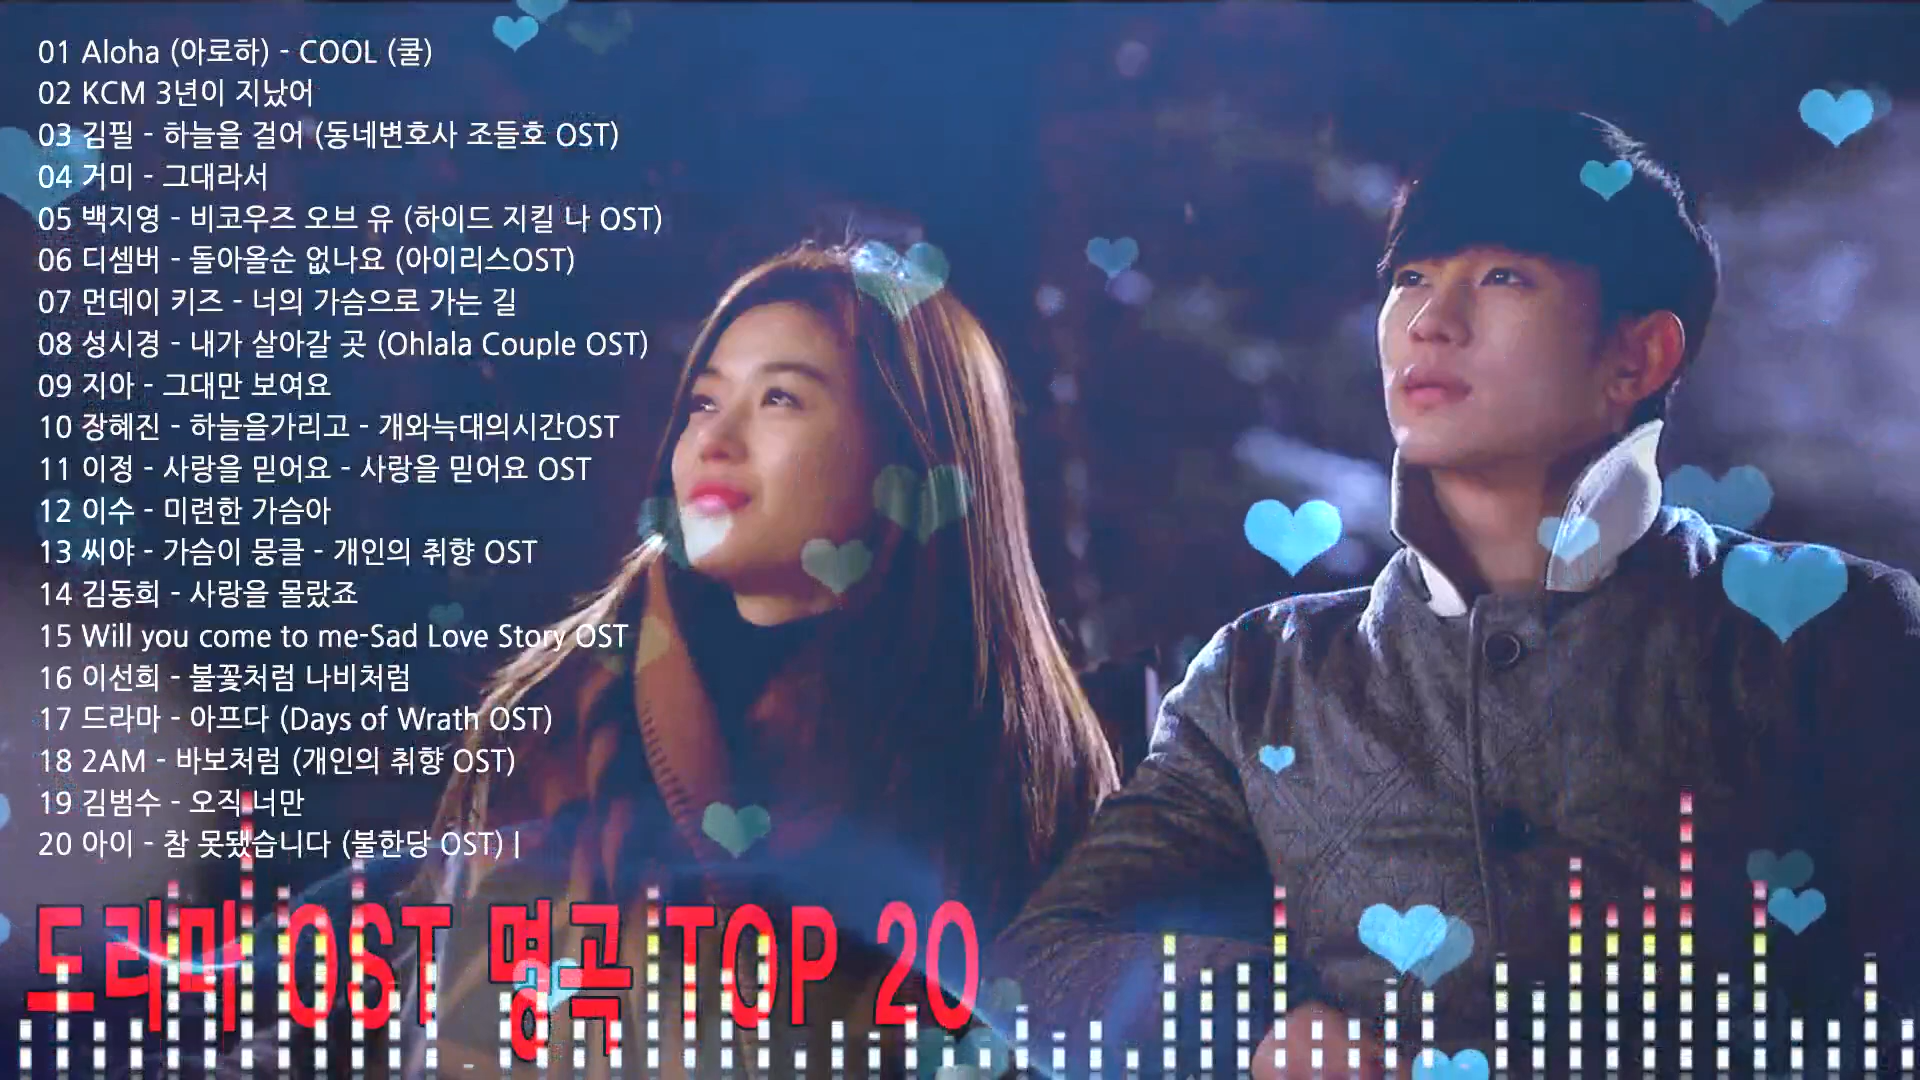 01 Aloha (아로하) - COOL (쿨)
02 KCM 3년이 지났어
03 김필 - 하늘을 걸어 (동네변호사 조들호 OST)
04 거미 - 그대라서
05 백지영 - 비코우즈 오브 유 (하이드 지킬 나 OST)
06 디셈버 - 돌아올순 없나요 (아이리스OST)
07 먼데이 키즈 - 너의 가슴으로 가는 길
08 성시경 - 내가 살아갈 곳 (Ohlala Couple OST)
09 지아 - 그대만 보여요
10 장혜진 - 하늘을가리고 - 개와늑대의시간OST
11 이정 - 사랑을 믿어요 - 사랑을 믿어요 OST
12 이수 - 미련한 가슴아
13 씨야 - 가슴이 뭉클 - 개인의 취향 OST
14 김동희 - 사랑을 몰랐죠
15 Will you come to me-Sad Love Story OST
16 이선희 - 불꽃처럼 나비처럼
17 드라마 - 아프다 (Days of Wrath OST)
18 2AM - 바보처럼 (개인의 취향 OST)
19 김범수 - 오직 너만
20 아이 - 참 못됐습니다 (불한당 OST) |
드라마 OST 명곡 TOP 20